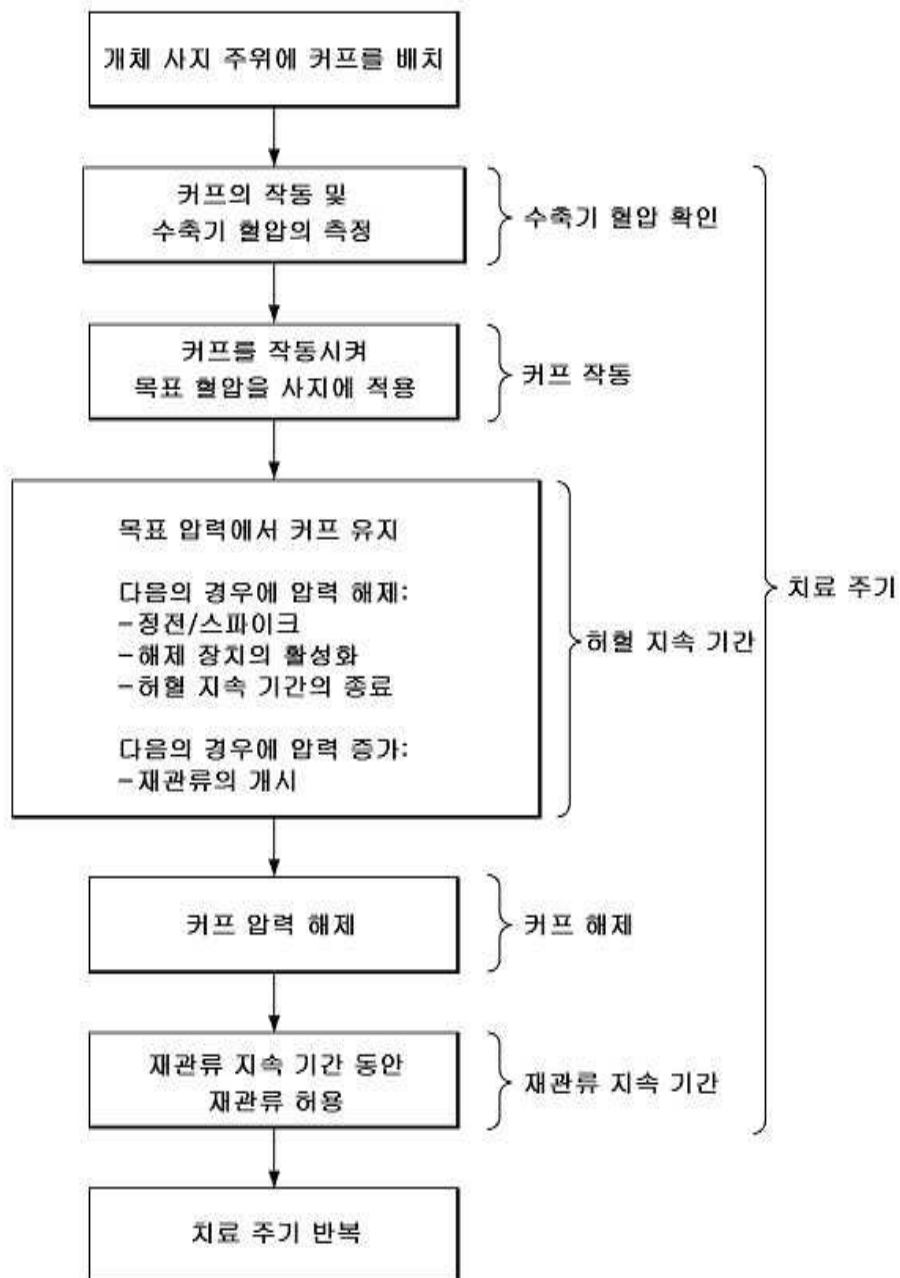 개체 사지 주위에 커프를 배치
커프의 작동 및
수축기 혈압의 측정
수축기 혈압 확인
커프를 작동시켜
목표 혈압을 사지에 적용
커프 작동
목표 압력에서 커프 유지
다음의 경우에 압력 해제:
-정전/스파이크
-해제 장치의 활성화
-허혈 지속 기간의 종료
다음의 경우에 압력 증가:
-재관류의 개시
허혈 지속 기간
치료 주기
커프 압력 해제
커프 해제
재관류 지속 기간 동안
재관류 허용
재관류 지속 기간
치료 주기 반복